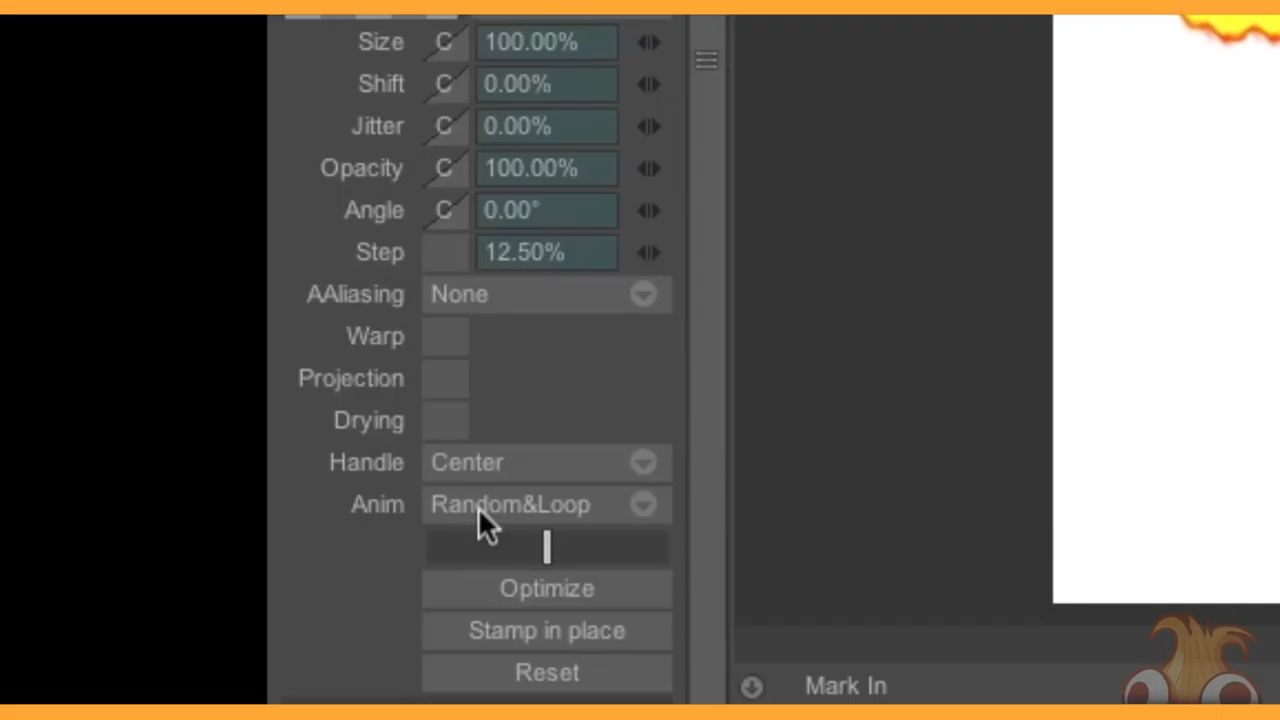 Size C 100.00%
Shift C 0.00%
Jitter C 0.00%
Opacity C 100.00%
Angle C 0.00°
Step 12.50%
AAliasing None
Warp
Projection
Drying
Handle Center
Anim Random&Loop
Optimize
Stamp in place
Reset
Mark In